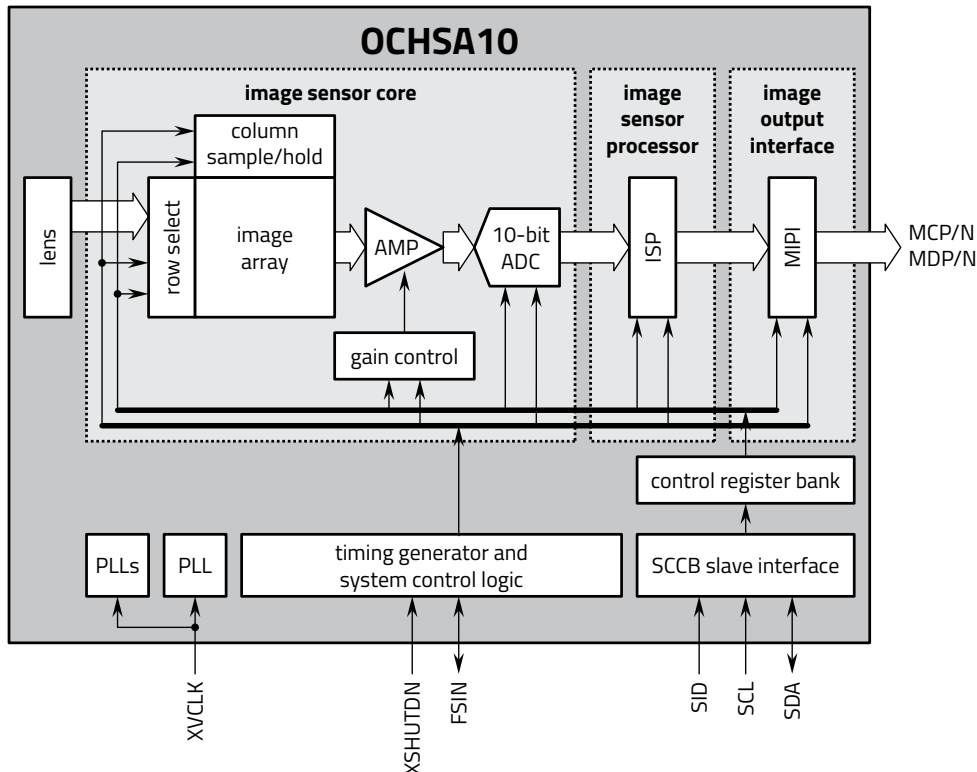 OCHSA10
image sensor core
image
sensor
processor
image
output
interface
column
sample/hold
lens
row select
image
array
AMP
10-bit
ADC
ISP
MIPI
MCP/N
MDP/N
gain control
control register bank
PLLs
PLL
timing generator and
system control logic
SCCB slave interface
XVCLK
XSHUTDN
FSIN
SID
SCL
SDA